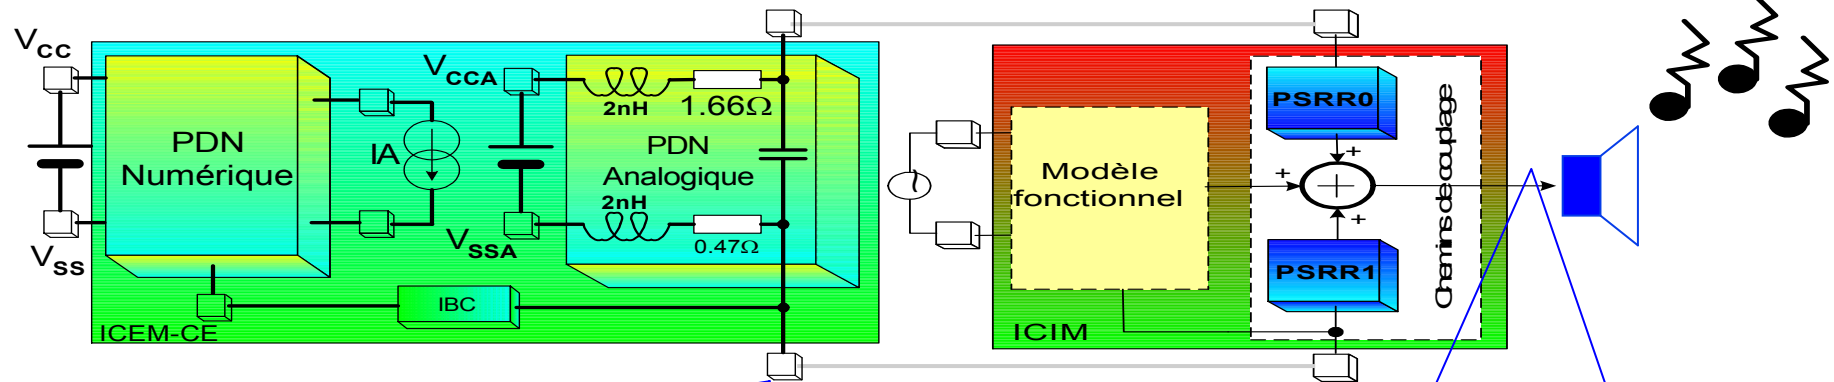 VCC
VSS
PDN
Numérique
IA
ICEM-CE
IBC
VCCA
VSSA
2nH
1.66Ω
PDN
Analogique
2nH
0.47Ω
Modèle
fonctionnel
ICIM
PSRR0
+
+
+
PSRR1
Chemins de couplage